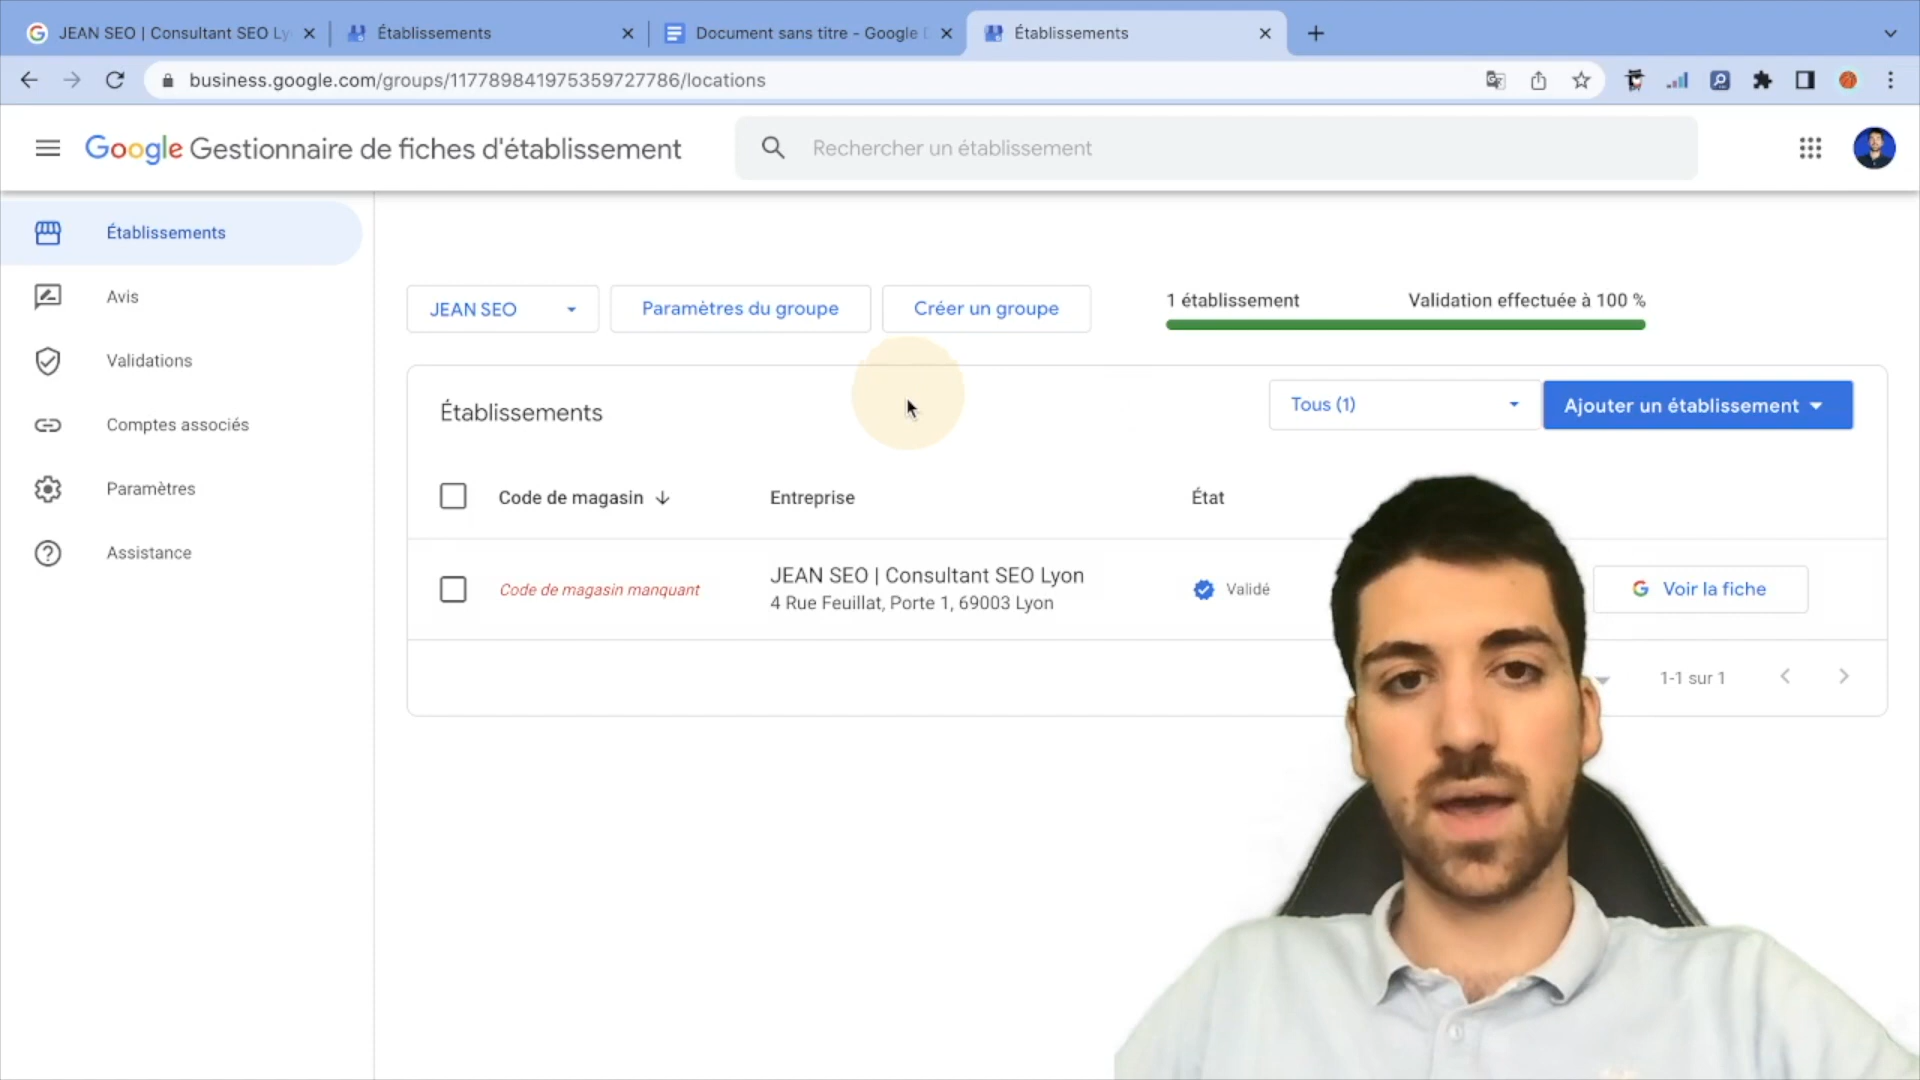 JEAN SEO | Consultant SEO Ly
Établissements
Document sans titre - Google D
Établissements
business.google.com/groups/117789841975359727786/locations
Google Gestionnaire de fiches d'établissement
Rechercher un établissement
Établissements
Avis
Validations
Comptes associés
Paramètres
Assistance
JEAN SEO
Paramètres du groupe
Créer un groupe
1 établissement
Validation effectuée à 100 %
Établissements
Tous (1)
Ajouter un établissement
Code de magasin
Entreprise
État
Code de magasin manquant
JEAN SEO | Consultant SEO Lyon
4 Rue Feuillat, Porte 1, 69003 Lyon
Validé
Voir la fiche
1-1 sur 1